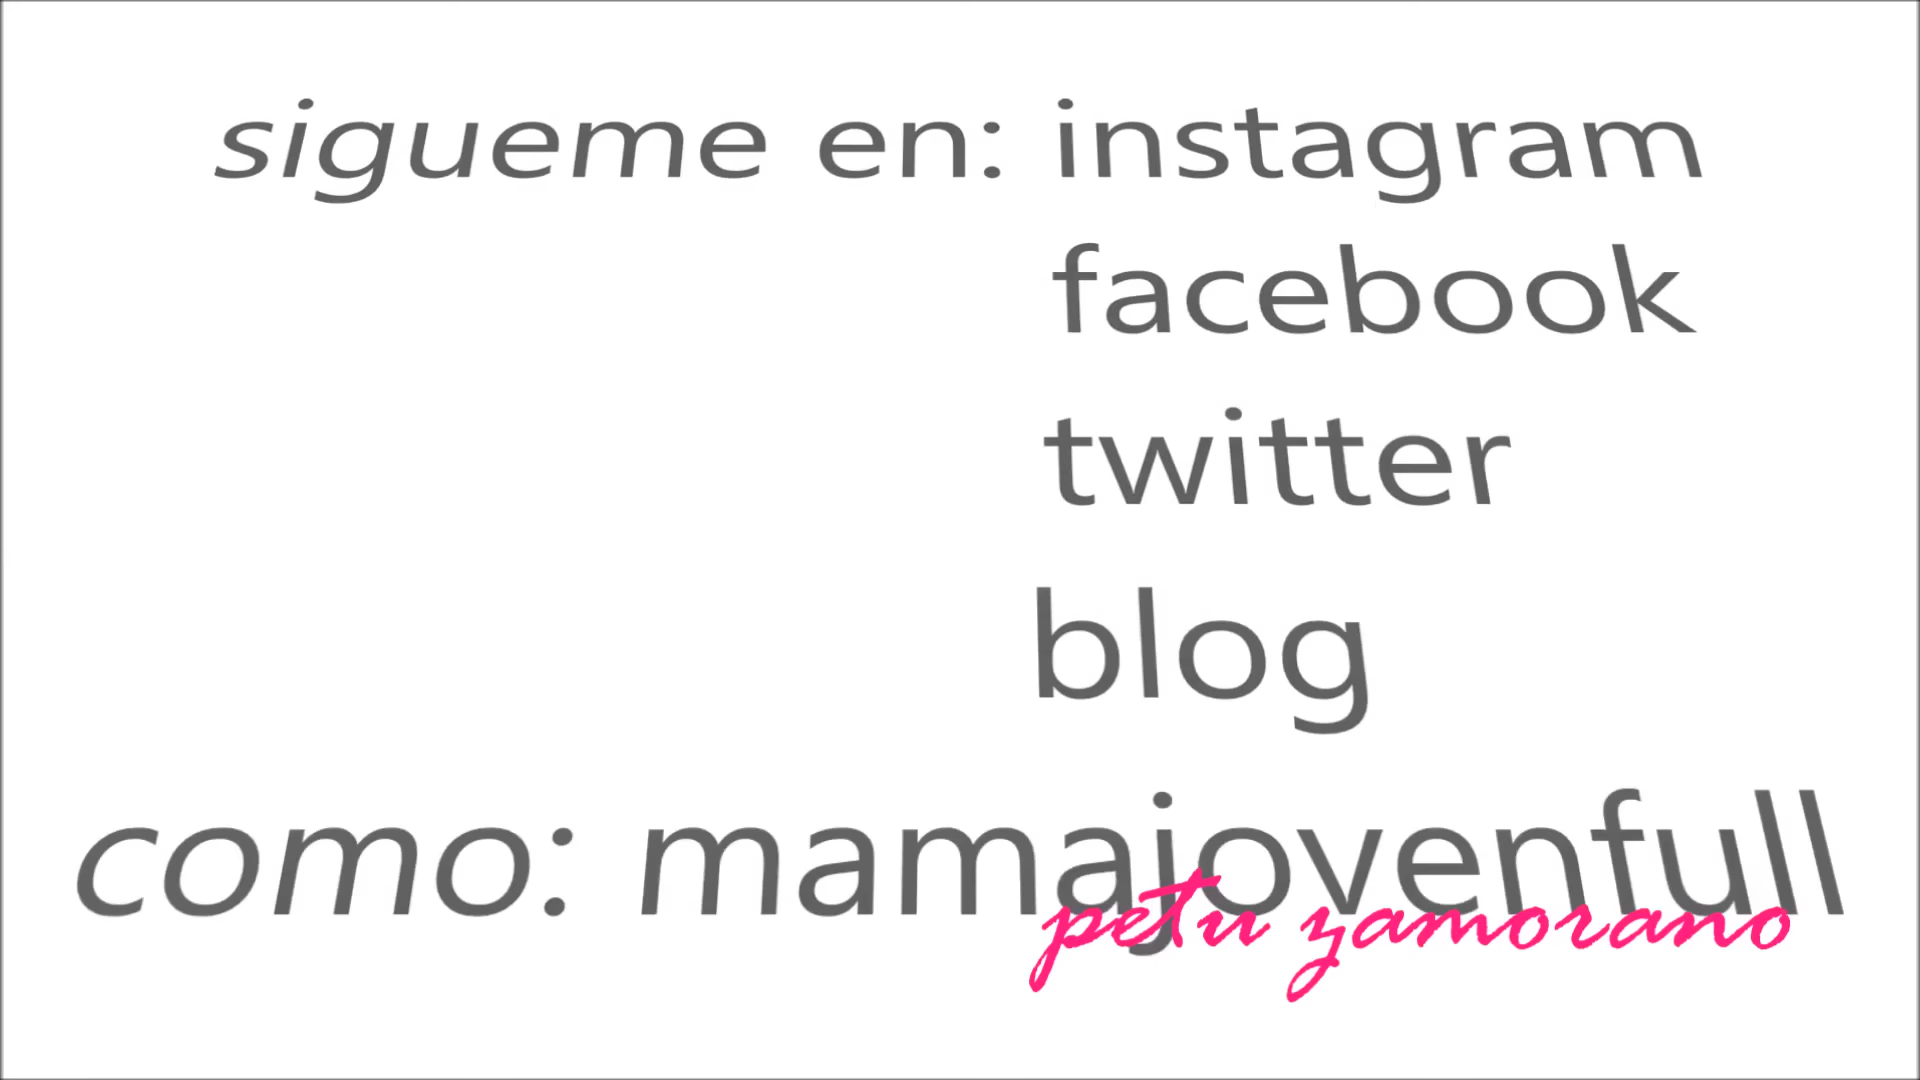 sigueme en: instagram
facebook
twitter
blog
como: mamajovenfull
petu zamorano